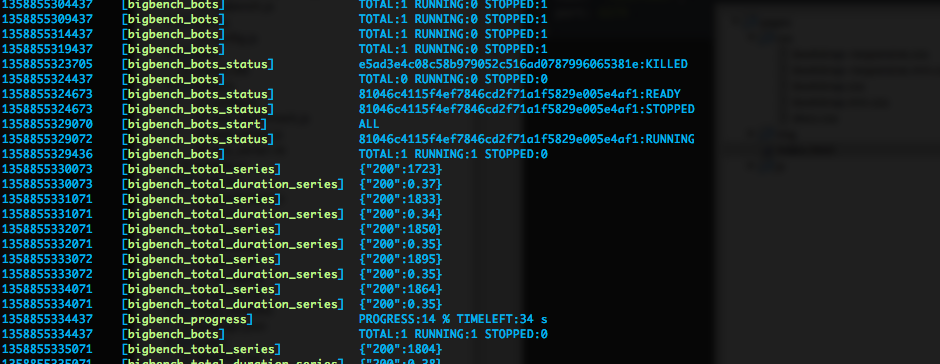 1358855304437 [bigbench_bots] TOTAL:1 RUNNING:0 STOPPED:1
1358855309437 [bigbench_bots] TOTAL:1 RUNNING:0 STOPPED:1
1358855314437 [bigbench_bots] TOTAL:1 RUNNING:0 STOPPED:1
1358855319437 [bigbench_bots] TOTAL:1 RUNNING:0 STOPPED:1
1358855323705 [bigbench_bots_status] e5ad3e4c08c58b979052c516ad0787996065381e:KILLED
1358855324437 [bigbench_bots] TOTAL:0 RUNNING:0 STOPPED:0
1358855324673 [bigbench_bots_status] 81046c4115f4ef7846cd2f71a1f5829e005e4af1:READY
1358855324673 [bigbench_bots_status] 81046c4115f4ef7846cd2f71a1f5829e005e4af1:STOPPED
1358855329070 [bigbench_bots_start] ALL
1358855329072 [bigbench_bots_status] 81046c4115f4ef7846cd2f71a1f5829e005e4af1:RUNNING
1358855329436 [bigbench_bots] TOTAL:1 RUNNING:1 STOPPED:0
1358855330073 [bigbench_total_series] {"200":1723}
1358855330073 [bigbench_total_duration_series] {"200":0.37}
1358855331071 [bigbench_total_series] {"200":1833}
1358855331071 [bigbench_total_duration_series] {"200":0.34}
1358855332071 [bigbench_total_series] {"200":1850}
1358855332071 [bigbench_total_duration_series] {"200":0.35}
1358855333072 [bigbench_total_series] {"200":1895}
1358855333072 [bigbench_total_duration_series] {"200":0.35}
1358855334071 [bigbench_total_series] {"200":1864}
1358855334071 [bigbench_total_duration_series] {"200":0.35}
1358855334437 [bigbench_progress] PROGRESS:14 % TIMELEFT:34 s
1358855334437 [bigbench_bots] TOTAL:1 RUNNING:1 STOPPED:0
1358855335071 [bigbench_total_series] {"200":1804}
1358855335071 [bigbench_total_duration_series] {"200":0.38}